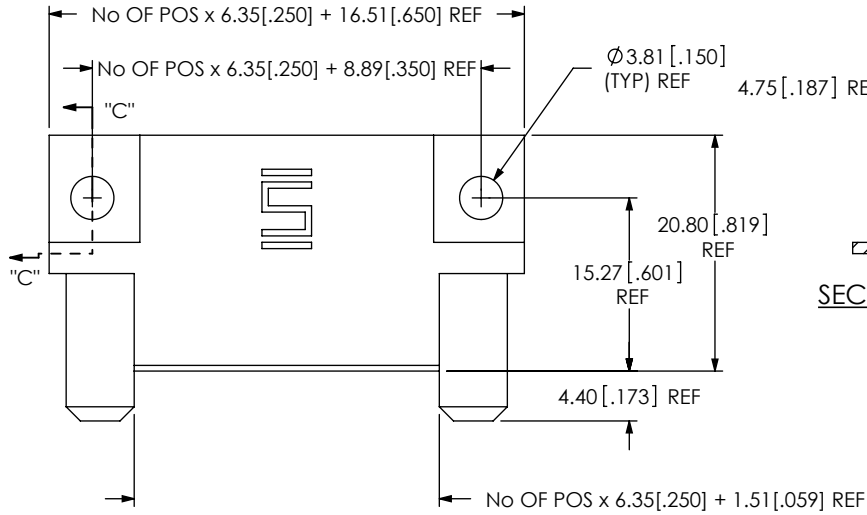 No OF POS x 6.35[.250] + 16.51[.650] REF
No OF POS x 6.35[.250] + 8.89[.350] REF
Ø3.81[.150]
(TYP) REF
4.75[.187] RE
"C"
20.80[.819]
REF
15.27[.601]
REF
"C"
SEC
4.40[.173] REF
No OF POS x 6.35[.250] + 1.51[.059] REF